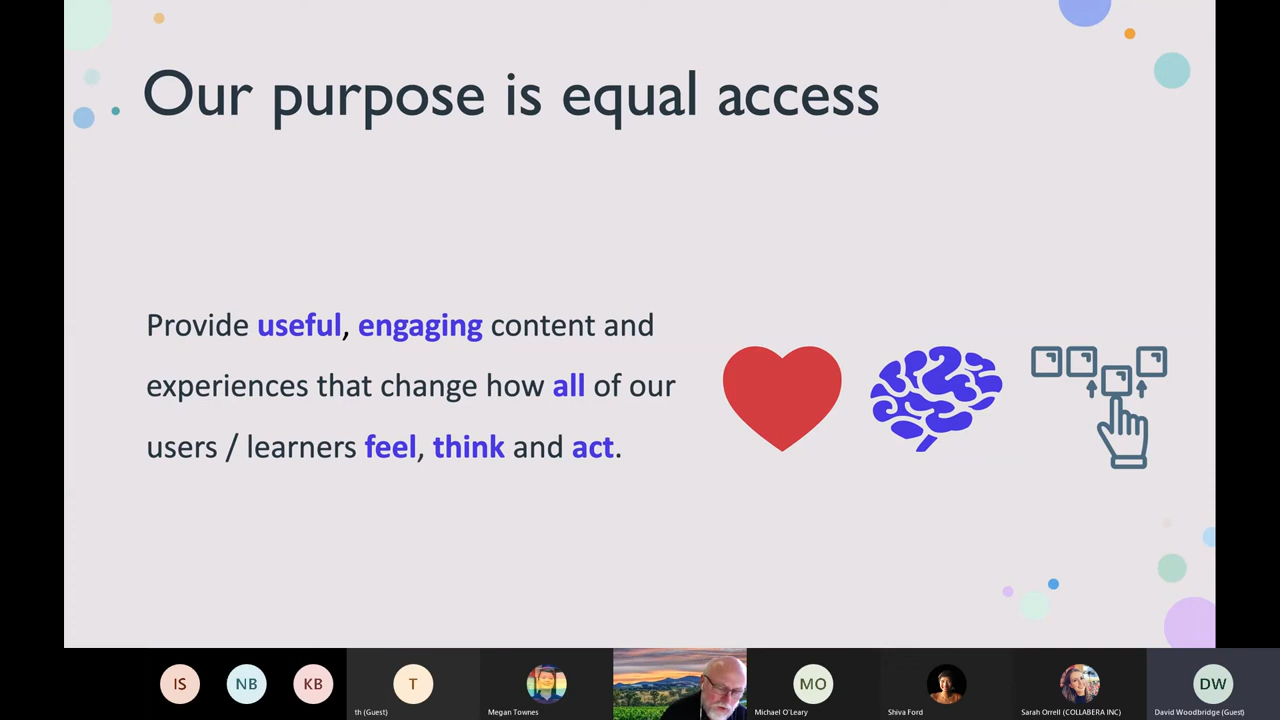 Our purpose is equal access
Provide useful, engaging content and
experiences that change how all of our
users / learners feel, think and act.
IS
NB
KB
T
th (Guest)
Megan Townes
MO
Michael O'Leary
Shiva Ford
Sarah Orrell (COLLABERA INC)
DW
David Woodbridge (Guest)